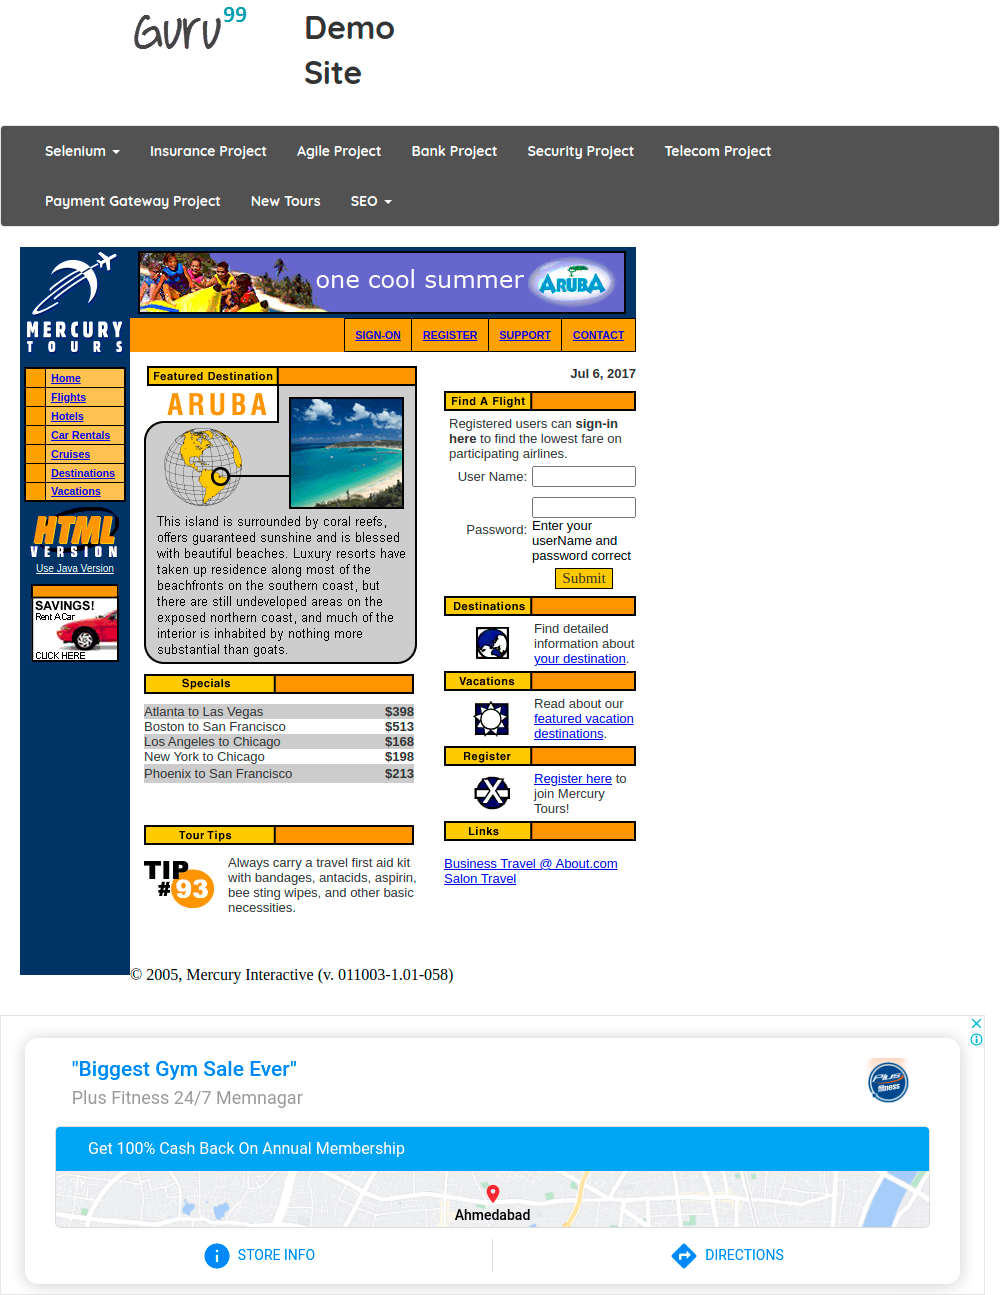 Guru99
Demo
Site
Selenium
Insurance Project
Agile Project
Bank Project
Security Project
Telecom Project
Payment Gateway Project
New Tours
SEO
MERCURY
TOURS
one cool summer
ARUBA
SIGN-ON
REGISTER
SUPPORT
CONTACT
Home
Flights
Hotels
Car Rentals
Cruises
Destinations
Vacations
HTML
VERSION
Use Java Version
SAVINGS!
Rent A Car
CLICK HERE
Featured Destination
ARUBA
This island is surrounded by coral reefs,
offers guaranteed sunshine and is blessed
with beautiful beaches. Luxury resorts have
taken up residence along most of the
beachfronts on the southern coast, but
there are still undeveloped areas on the
exposed northern coast, and much of the
interior is inhabited by nothing more
substantial than goats.
Specials
Atlanta to Las Vegas $398
Boston to San Francisco $513
Los Angeles to Chicago $168
New York to Chicago $198
Phoenix to San Francisco $213
Tour Tips
TIP
#93
Always carry a travel first aid kit
with bandages, antacids, aspirin,
bee sting wipes, and other basic
necessities.
Jul 6, 2017
Find A Flight
Registered users can sign-in
here to find the lowest fare on
participating airlines.
User Name:
Password:
Enter your
userName and
password correct
Submit
Destinations
Find detailed
information about
your destination.
Vacations
Read about our
featured vacation
destinations.
Register
Register here to
join Mercury
Tours!
Links
Business Travel @ About.com
Salon Travel
© 2005, Mercury Interactive (v. 011003-1.01-058)
"Biggest Gym Sale Ever"
Plus Fitness 24/7 Memnagar
Plus
fitness
Get 100% Cash Back On Annual Membership
Ahmedabad
STORE INFO
DIRECTIONS